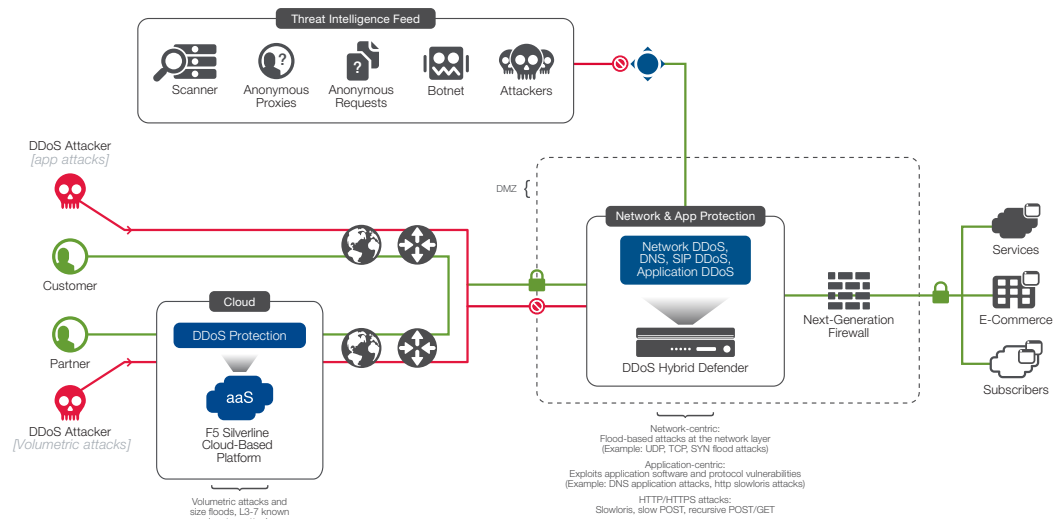 Threat Intelligence Feed
Scanner
Anonymous
Proxies
?
Anonymous
Requests
?
Botnet
Attackers
DDoS Attacker
[app attacks]
Customer
Partner
DDoS Attacker
[Volumetric attacks]
Cloud
DDoS Protection
aaS
F5 Silverline
Cloud-Based
Platform
Volumetric attacks and
size floods, L3-7 known
DMZ {
Network & App Protection
Network DDoS,
DNS, SIP DDoS,
Application DDoS
DDoS Hybrid Defender
Next-Generation
Firewall
Services
E-Commerce
Subscribers
Network-centric:
Flood-based attacks at the network layer
(Example: UDP, TCP, SYN flood attacks)
Application-centric:
Exploits application software and protocol vulnerabilities
(Example: DNS application attacks, http slowloris attacks)
HTTP/HTTPS attacks:
Slowloris, slow POST, recursive POST/GET